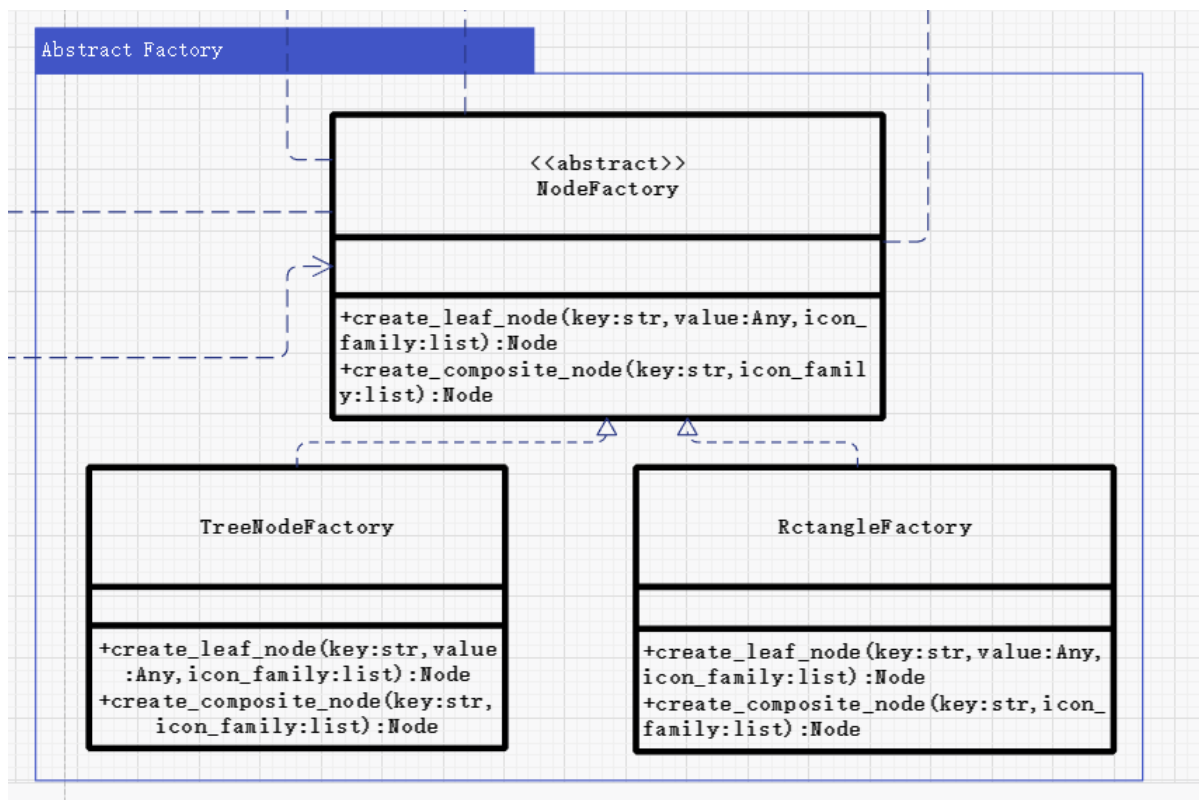 Abstract Factory
<<abstract>>
NodeFactory
+create_leaf_node(key:str,value:Any,icon_
family:list):Node
+create_composite_node(key:str,icon_famil
y:list):Node
TreeNodeFactory
+create_leaf_node(key:str,value
:Any,icon_family:list):Node
+create_composite_node(key:str,
icon_family:list):Node
RctangleFactory
+create_leaf_node(key:str,value:Any,
icon_family:list):Node
+create_composite_node(key:str,icon_
family:list):Node